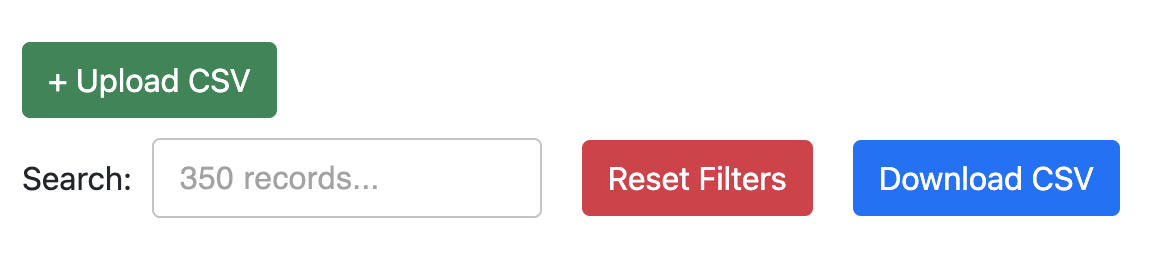 + Upload CSV
Search: 350 records... Reset Filters Download CSV